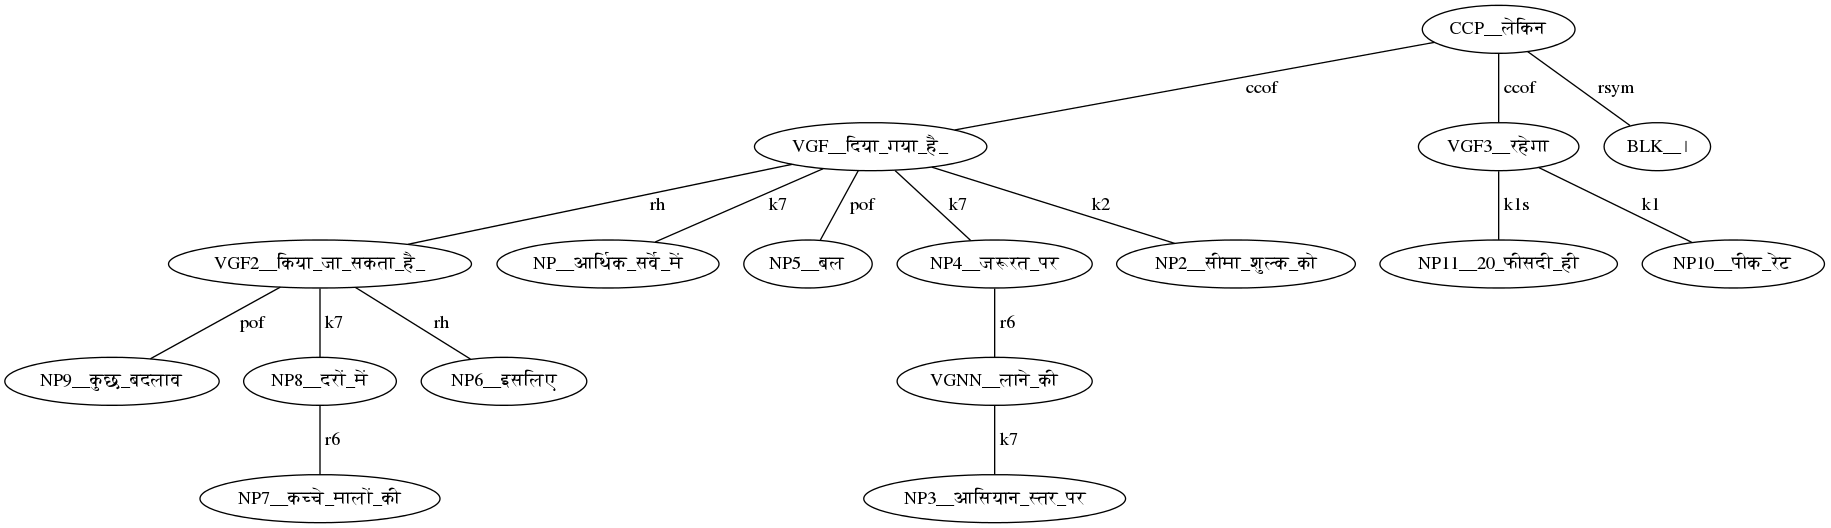 CCP__लेकिन
ccof ccof rsym
VGF__दिया_गया_है_ VGF3__रहेगा BLK__।
rh k7 pof k7 k2 k1s k1
VGF2__किया_जा_सकता_है_ NP__आर्थिक_सर्वे_में NP5__बल NP4__जरूरत_पर NP2__सीमा_शुल्क_को NP11__20_फीसदी_ही NP10__पीक_रेट
pof k7 rh r6
NP9__कुछ_बदलाव NP8__दरों_में NP6__इसलिए VGNN__लाने_की
r6 k7
NP7__कच्चे_मालों_की NP3__आसियान_स्तर_पर